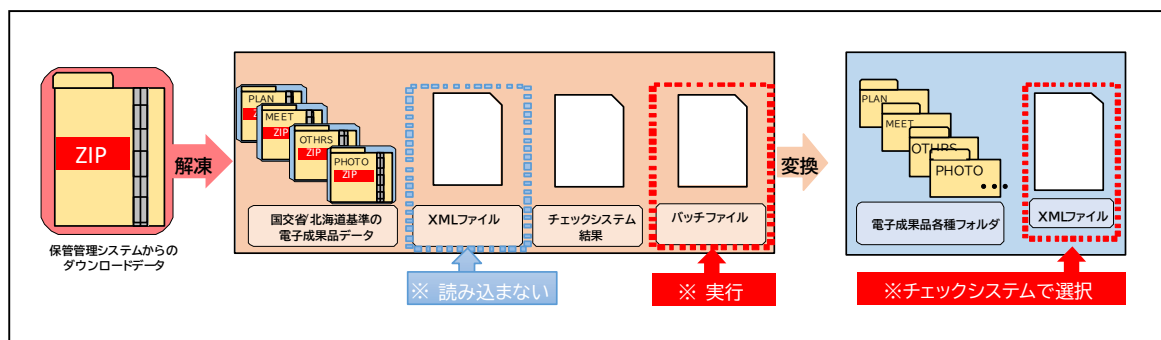 ZIP
保管管理システムからの
ダウンロードデータ
解凍
PLAN
ZIP
MEET
ZIP
OTHRS
ZIP
PHOTO
ZIP
国交省/北海道基準の
電子成果品データ
XMLファイル
チェックシステム
結果
バッチファイル
※ 読み込まない
※ 実行
変換
PLAN
MEET
OTHRS
PHOTO
・・・
電子成果品各種フォルダ
XMLファイル
※チェックシステムで選択